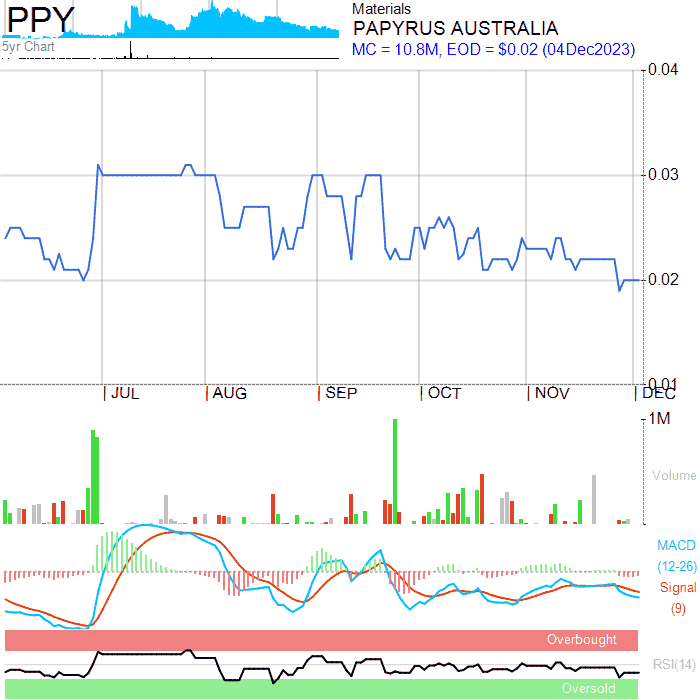 PPY
5yr Chart
Materials
PAPYRUS AUSTRALIA
MC = 10.8M, EOD = $0.02 (04Dec2023)
0.04
0.03
0.02
0.01
JUL
AUG
SEP
OCT
NOV
DEC
1M
Volume
MACD
(12-26)
Signal
(9)
Overbought
RSI(14)
Oversold